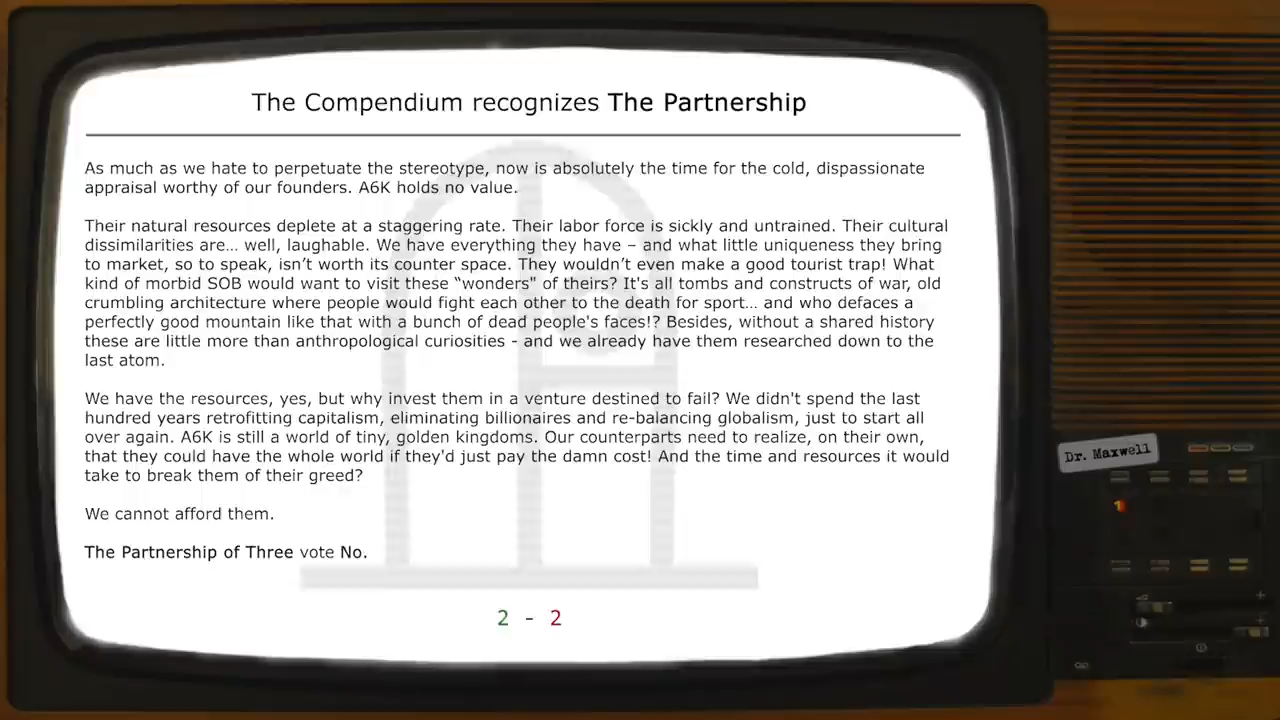 The Compendium recognizes The Partnership
As much as we hate to perpetuate the stereotype, now is absolutely the time for the cold, dispassionate
appraisal worthy of our founders. A6K holds no value.
Their natural resources deplete at a staggering rate. Their labor force is sickly and untrained. Their cultural
dissimilarities are… well, laughable. We have everything they have – and what little uniqueness they bring
to market, so to speak, isn’t worth its counter space. They wouldn’t even make a good tourist trap! What
kind of morbid SOB would want to visit these “wonders" of theirs? It's all tombs and constructs of war, old
crumbling architecture where people would fight each other to the death for sport… and who defaces a
perfectly good mountain like that with a bunch of dead people's faces!? Besides, without a shared history
these are little more than anthropological curiosities - and we already have them researched down to the
last atom.
We have the resources, yes, but why invest them in a venture destined to fail? We didn't spend the last
hundred years retrofitting capitalism, eliminating billionaires and re-balancing globalism, just to start all
over again. A6K is still a world of tiny, golden kingdoms. Our counterparts need to realize, on their own,
that they could have the whole world if they'd just pay the damn cost! And the time and resources it would
take to break them of their greed?
We cannot afford them.
The Partnership of Three vote No.
2 - 2
Dr. Maxwell
1